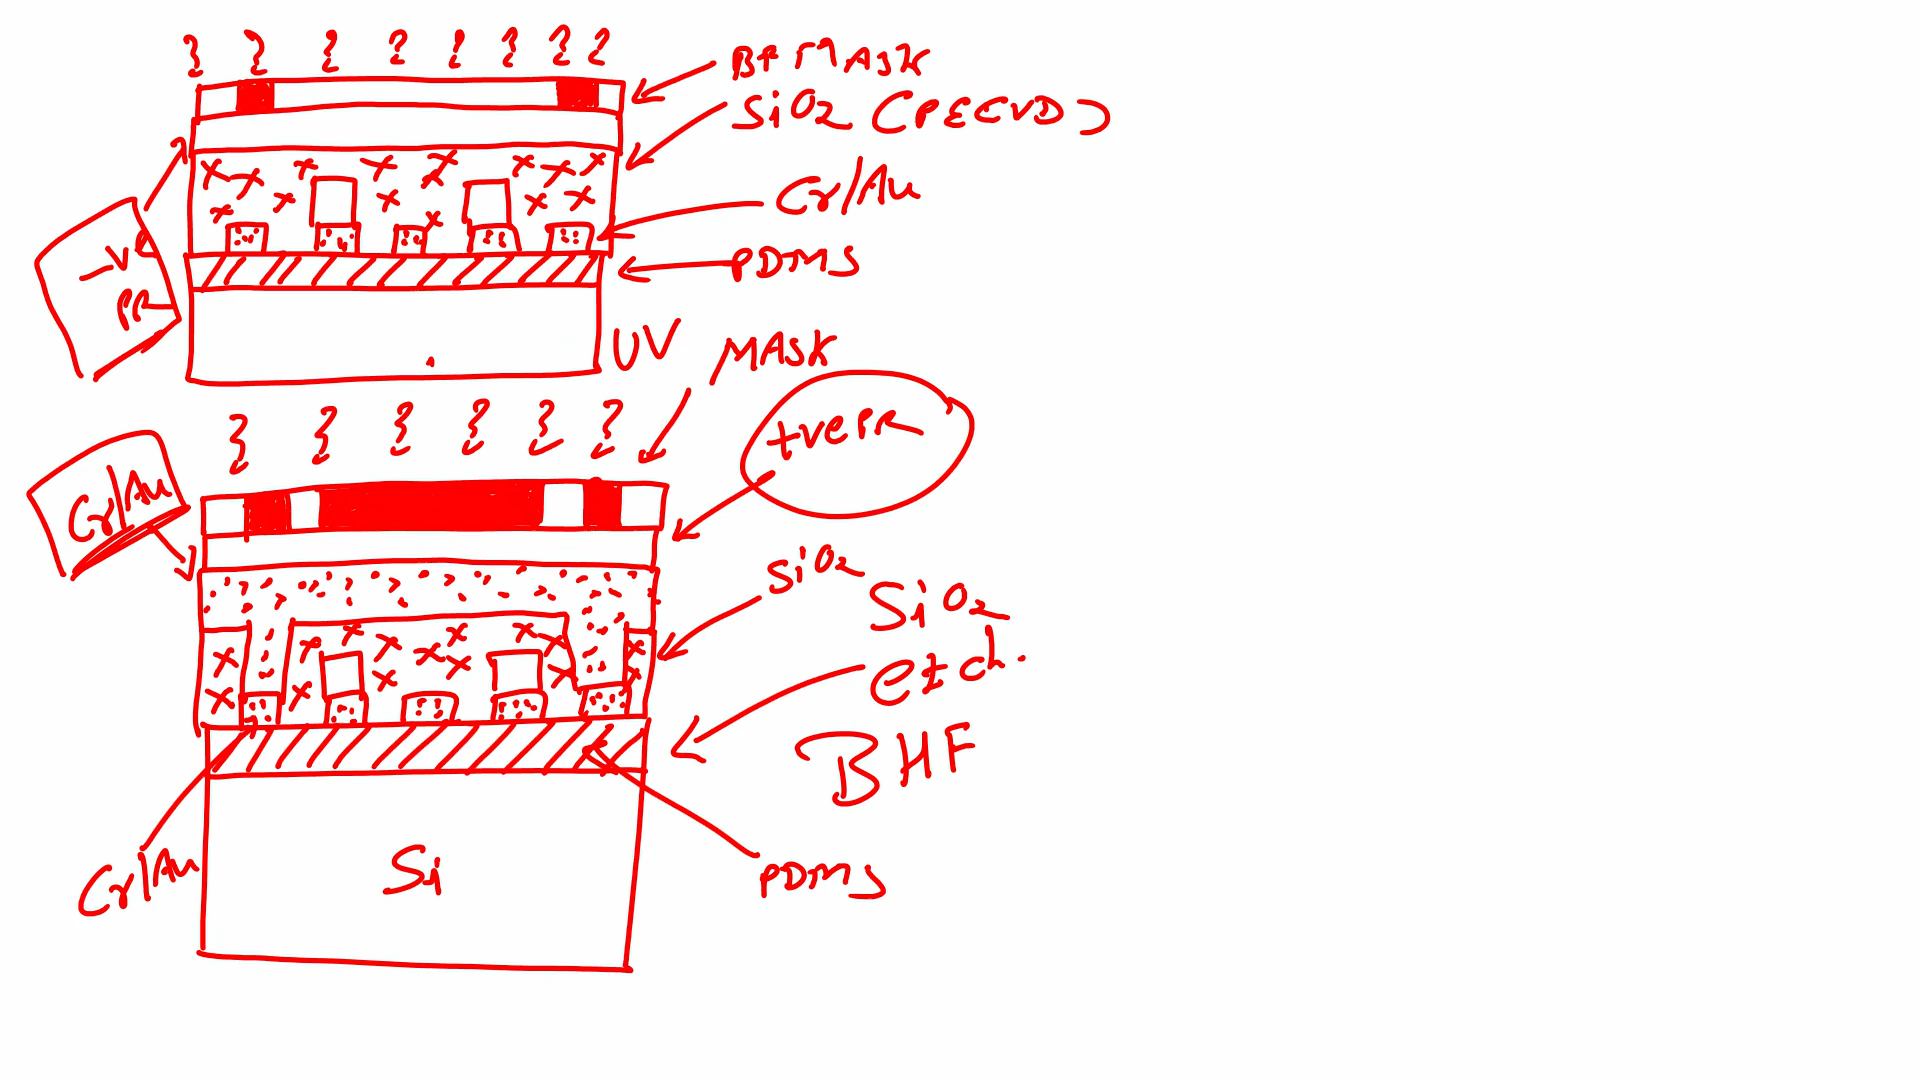 BF MASK
SiO2 (PECVD)
Cr/Au
PDMS
-ve
PR
UV
MASK
+ve PR
Cr/Au
SiO2
SiO2
etch.
BHF
Cr/Au
Si
PDMS